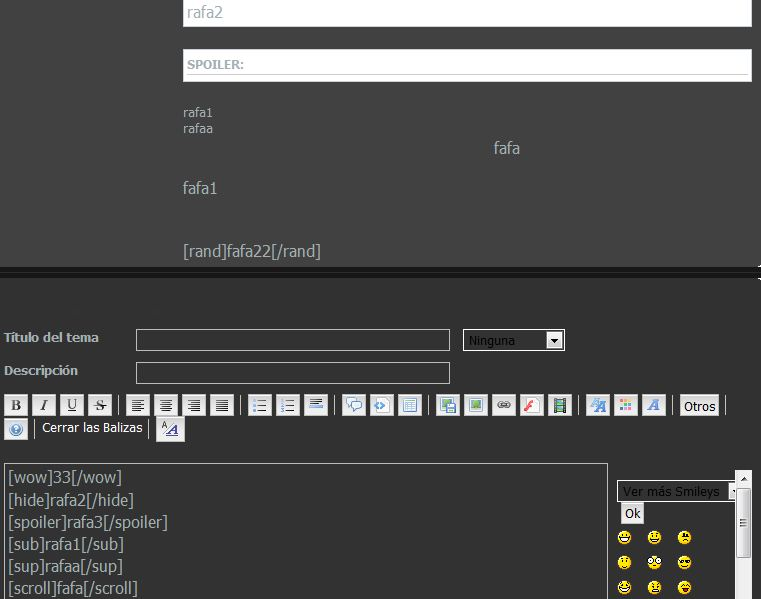 rafa2
SPOILER:
rafa1
rafaa
fafa
fafa1
[rand]fafa22[/rand]
Título del tema
Ninguna
Descripción
B I U S Otros
Cerrar las Balizas
[wow]33[/wow]
[hide]rafa2[/hide]
[spoiler]rafa3[/spoiler]
[sub]rafa1[/sub]
[sup]rafaa[/sup]
[scroll]fafa[/scroll]
Ver más Smileys
Ok